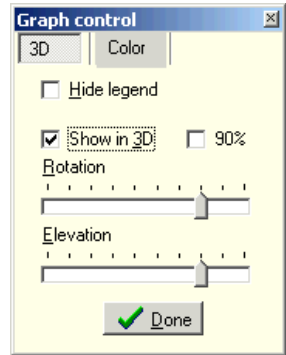 Graph control
3D Color
Hide legend
Show in 3D 90%
Rotation
Elevation
Done